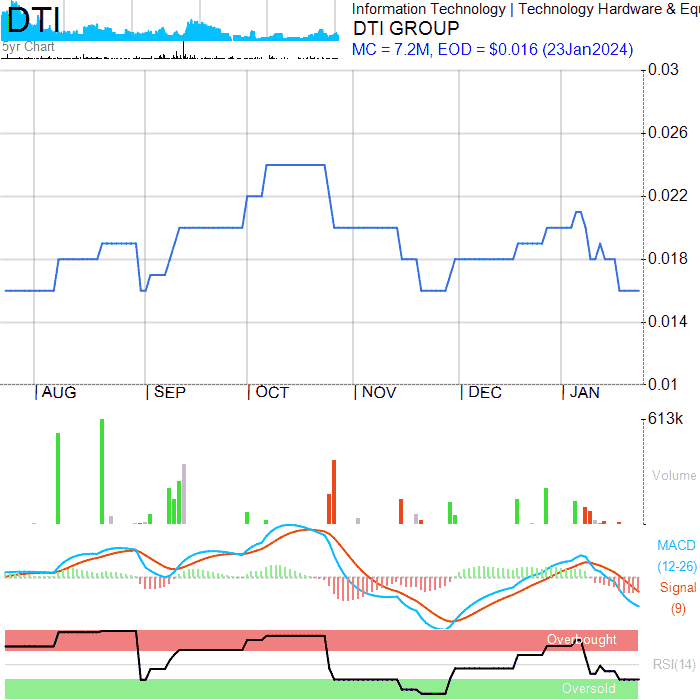 DTI
5yr Chart
Information Technology | Technology Hardware & Equ
DTI GROUP
MC = 7.2M, EOD = $0.016 (23Jan2024)
0.03
0.026
0.022
0.018
0.014
0.01
AUG SEP OCT NOV DEC JAN
613k
Volume
MACD
(12-26)
Signal
(9)
Overbought
RSI(14)
Oversold